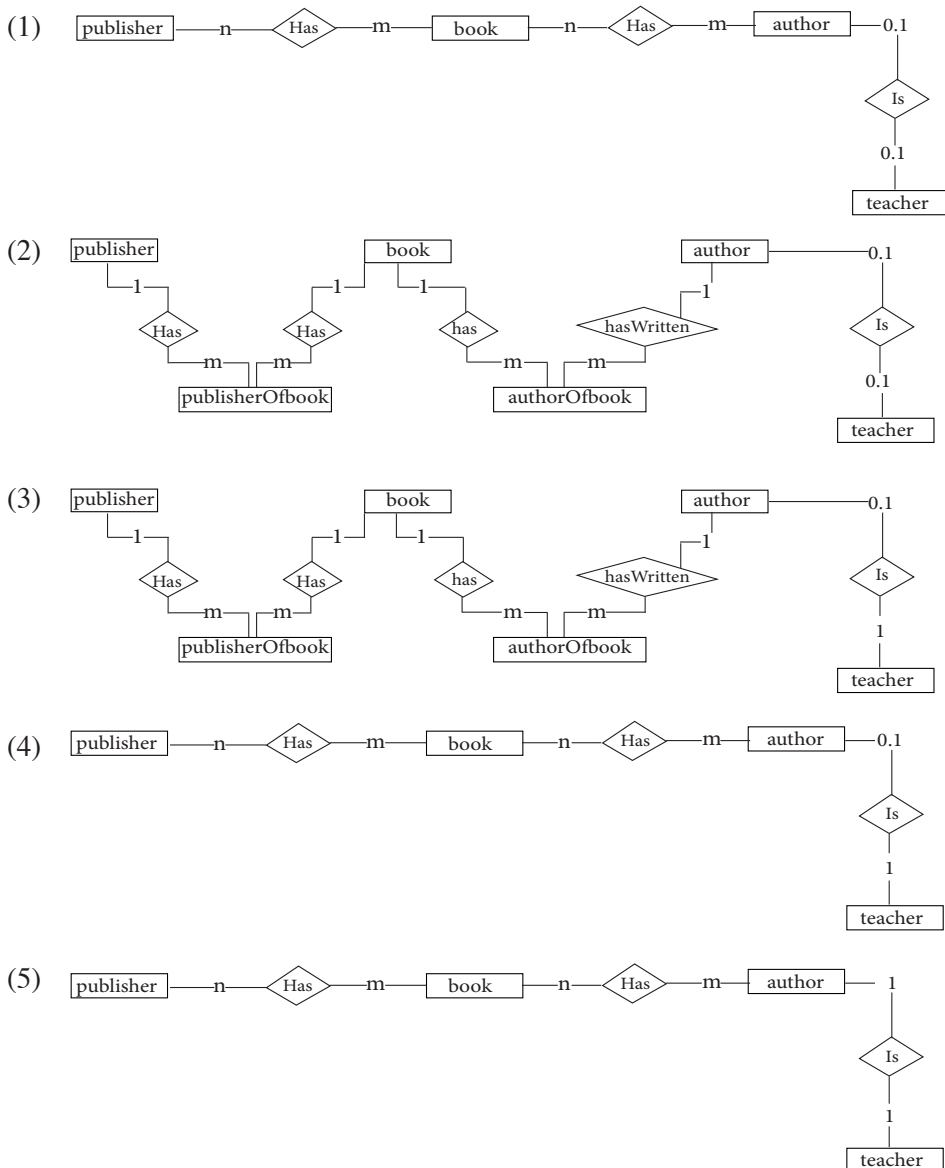 (1) publisher n Has m book n Has m author 0.1
Is
0.1
teacher
(2) publisher book author 0.1
1 1 1 1
Has Has has hasWritten Is
m m m m
0.1
publisherOfbook authorOfbook
teacher
(3) publisher book author 0.1
1 1 1 1
Has Has has hasWritten Is
m m m m
1
publisherOfbook authorOfbook
teacher
(4) publisher n Has m book n Has m author 0.1
Is
1
teacher
(5) publisher n Has m book n Has m author 1
Is
1
teacher